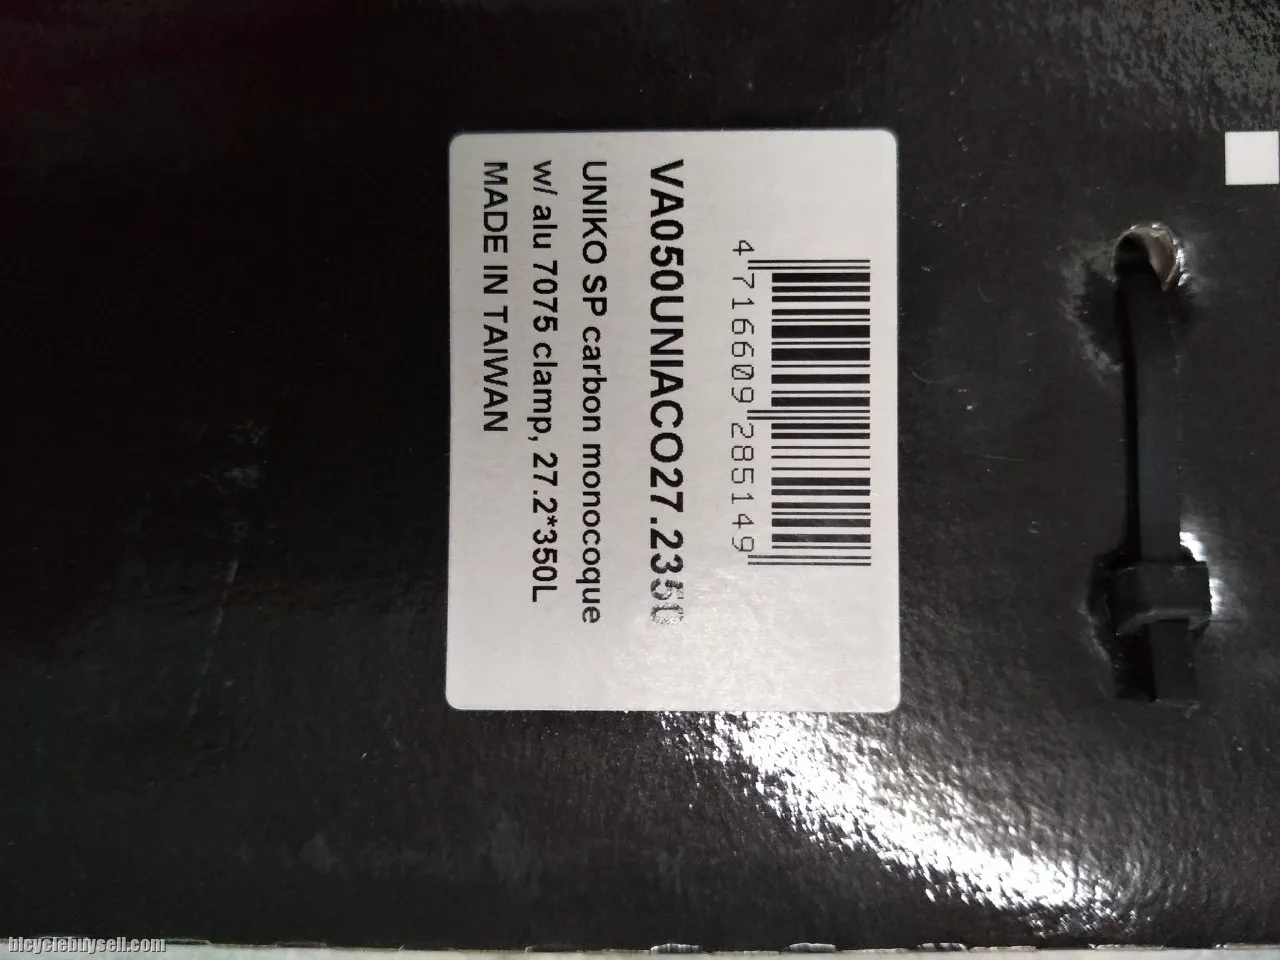 4 716609 285149
VA050UNIACO27.2350
UNIKO SP carbon monocoque
w/ alu 7075 clamp, 27.2*350L
MADE IN TAIWAN
bicyclebuysell.com